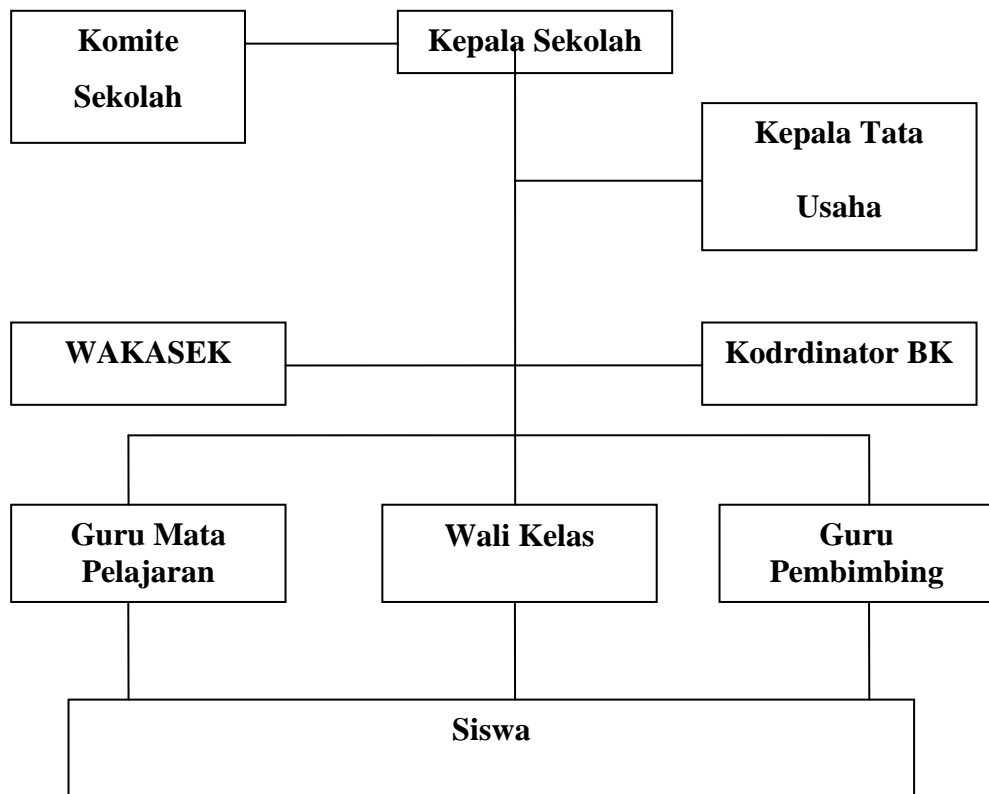 Komite
Sekolah
Kepala Sekolah
Kepala Tata
Usaha
WAKASEK
Kodrdinator BK
Guru Mata
Pelajaran
Wali Kelas
Guru
Pembimbing
Siswa